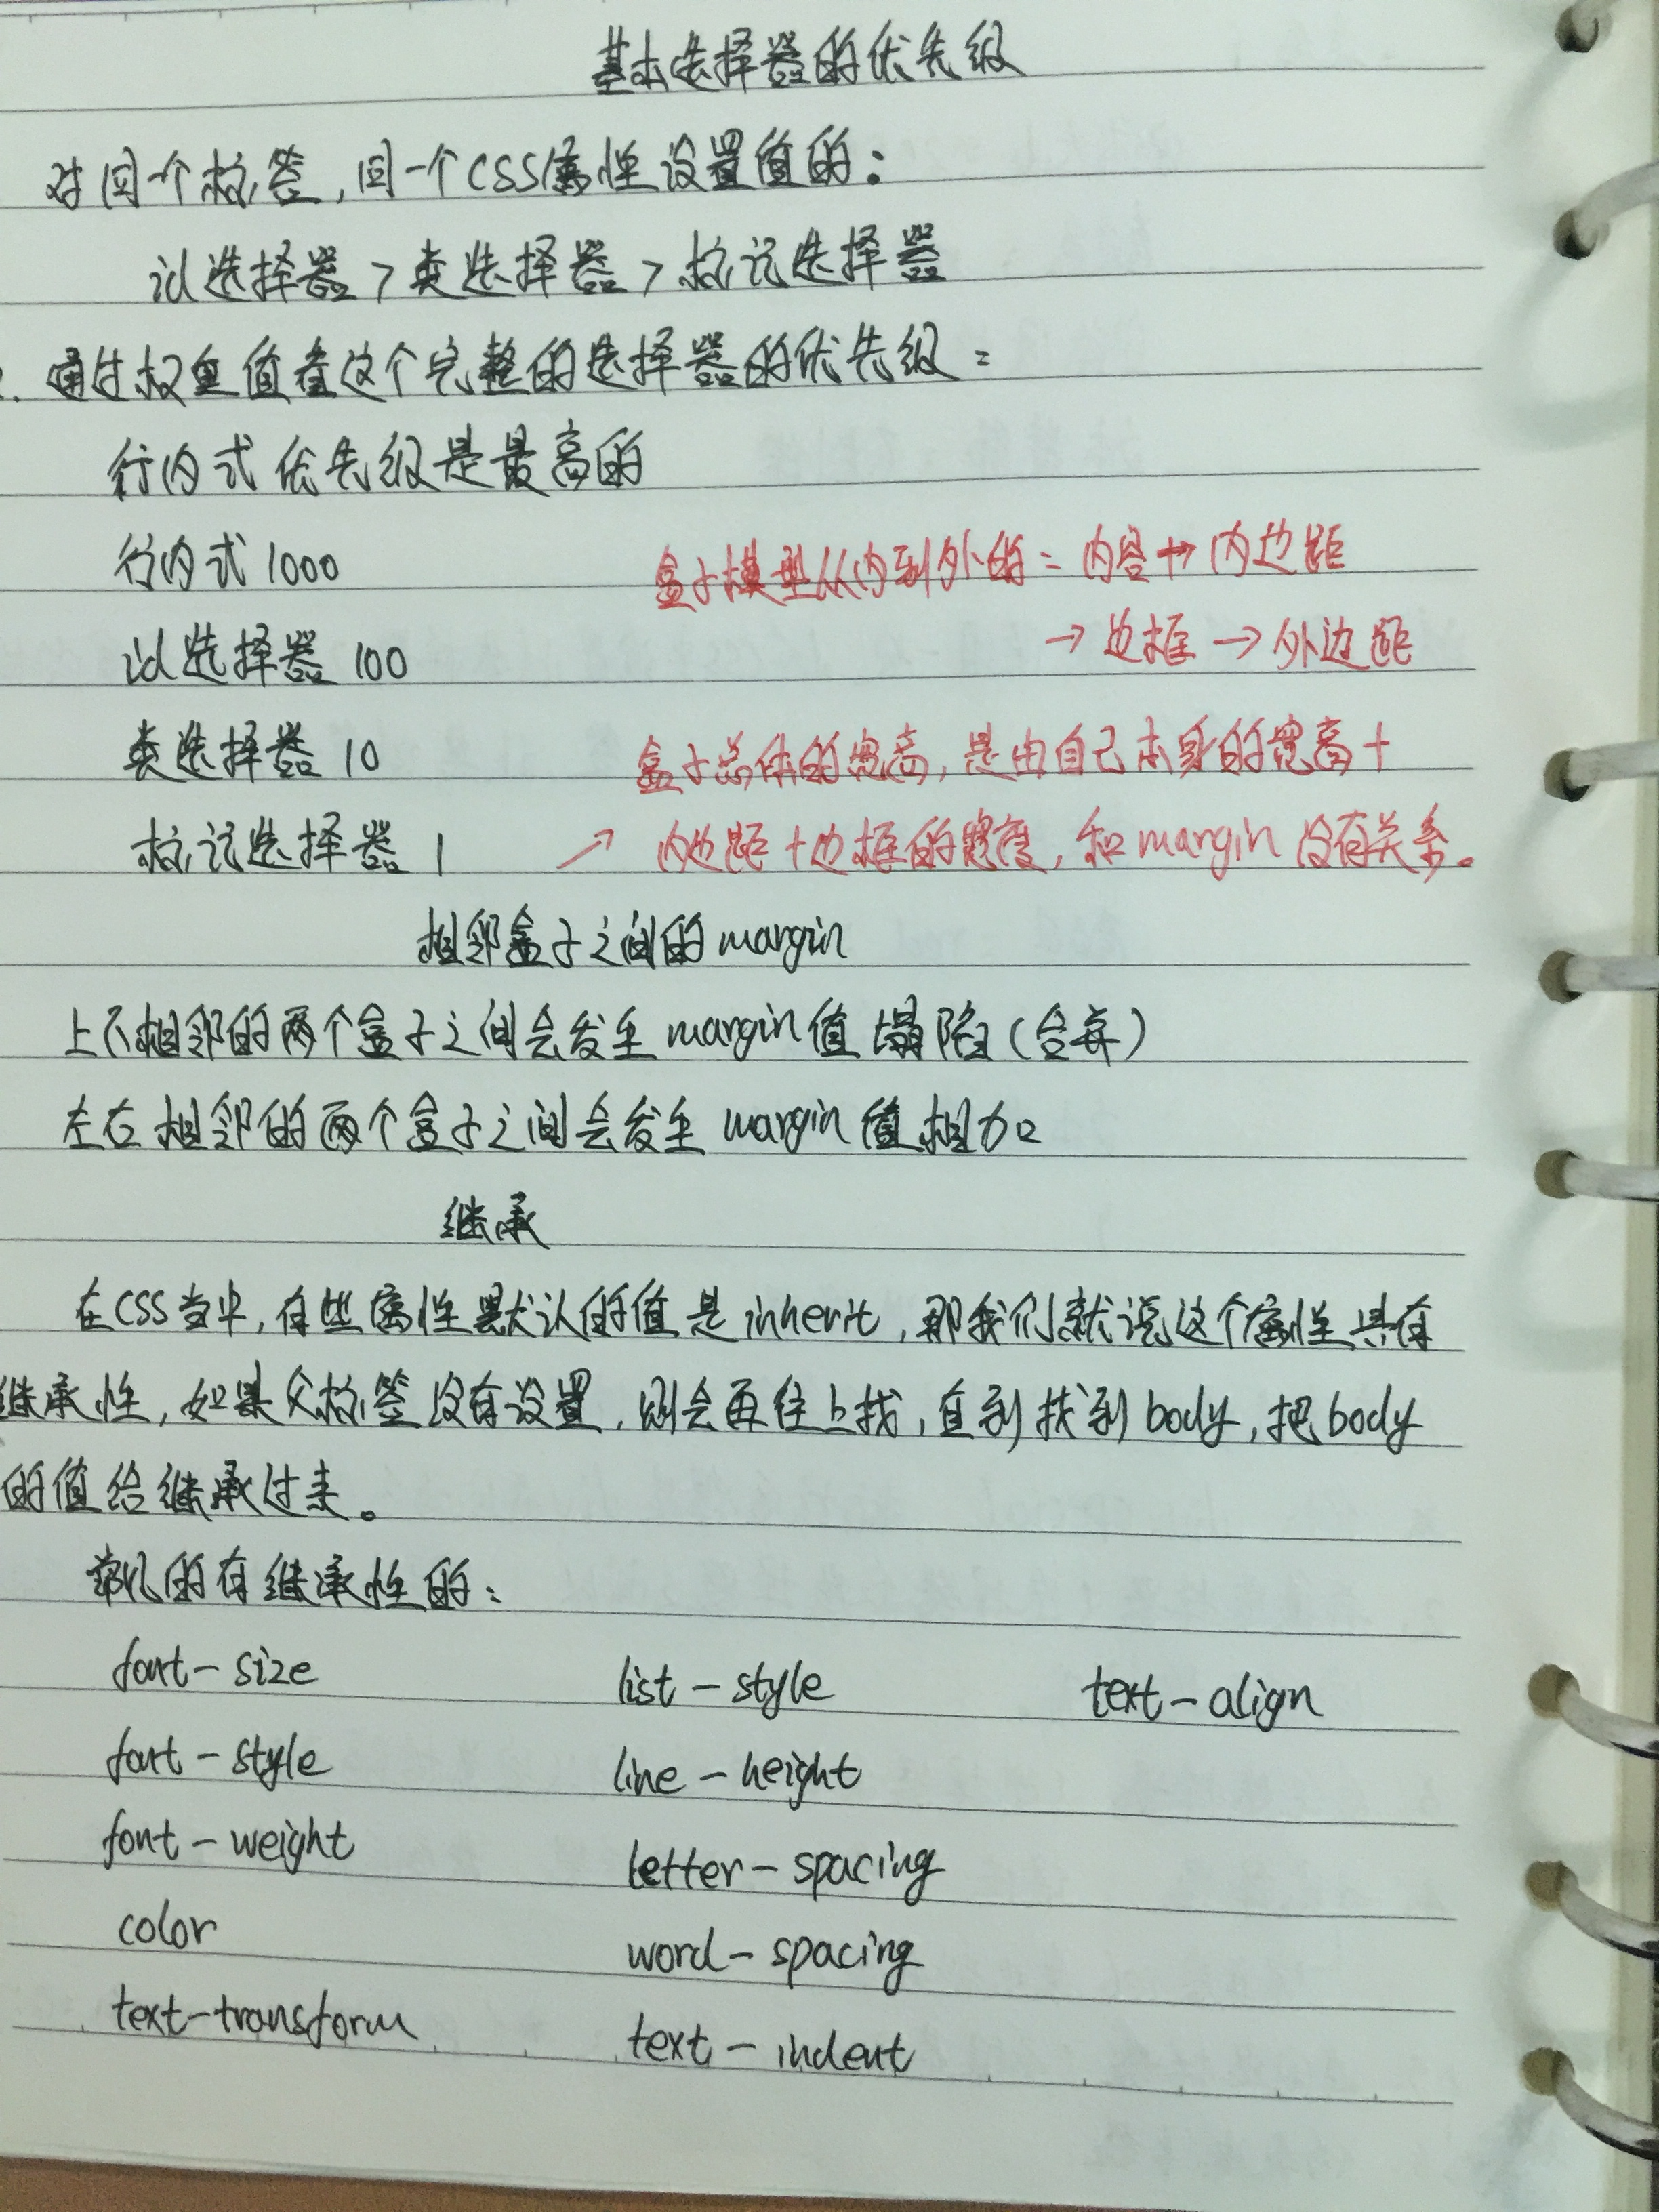 基本选择器的优先级
对同一个标签，同一个CSS属性设置值的：
id选择器 > 类选择器 > 标记选择器
. 通过权重值看这个完整的选择器的优先级：
行内式优先级是最高的
行内式 1000
盒子模型从内到外的：内容 → 内边距
→ 边框 → 外边距
id选择器 100
类选择器 10
盒子总体的宽高，是由自己本身的宽高 +
标记选择器 1
↗ 内边距 + 边框的宽度，和margin没有关系。
相邻盒子之间的margin
上下相邻的两个盒子之间会发生margin值塌陷(合并)
左右相邻的两个盒子之间会发生margin值相加
继承
在CSS当中，有些属性默认的值是inherit，那我们就说这个属性具有
继承性，如果父标签没有设置，则会再往上找，直到找到body，把body
的值给继承过来。
常见的有继承性的：
font-size
list-style
text-align
font-style
line-height
font-weight
letter-spacing
color
word-spacing
text-transform
text-indent